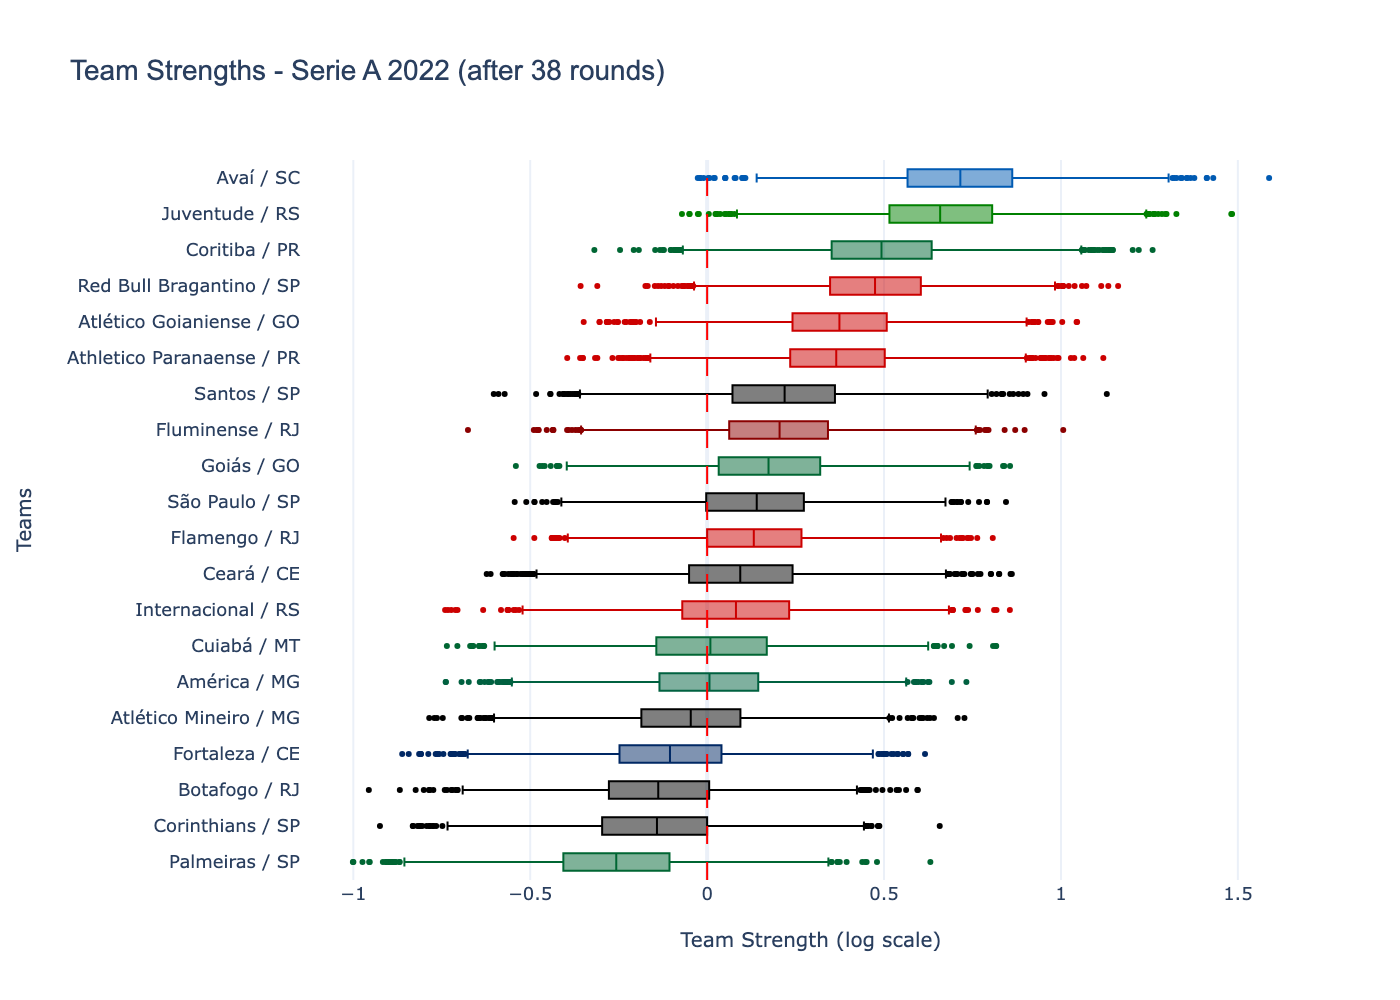 Team Strengths - Serie A 2022 (after 38 rounds)
Teams
Avaí / SC
Juventude / RS
Coritiba / PR
Red Bull Bragantino / SP
Atlético Goianiense / GO
Athletico Paranaense / PR
Santos / SP
Fluminense / RJ
Goiás / GO
São Paulo / SP
Flamengo / RJ
Ceará / CE
Internacional / RS
Cuiabá / MT
América / MG
Atlético Mineiro / MG
Fortaleza / CE
Botafogo / RJ
Corinthians / SP
Palmeiras / SP
−1 −0.5 0 0.5 1 1.5
Team Strength (log scale)